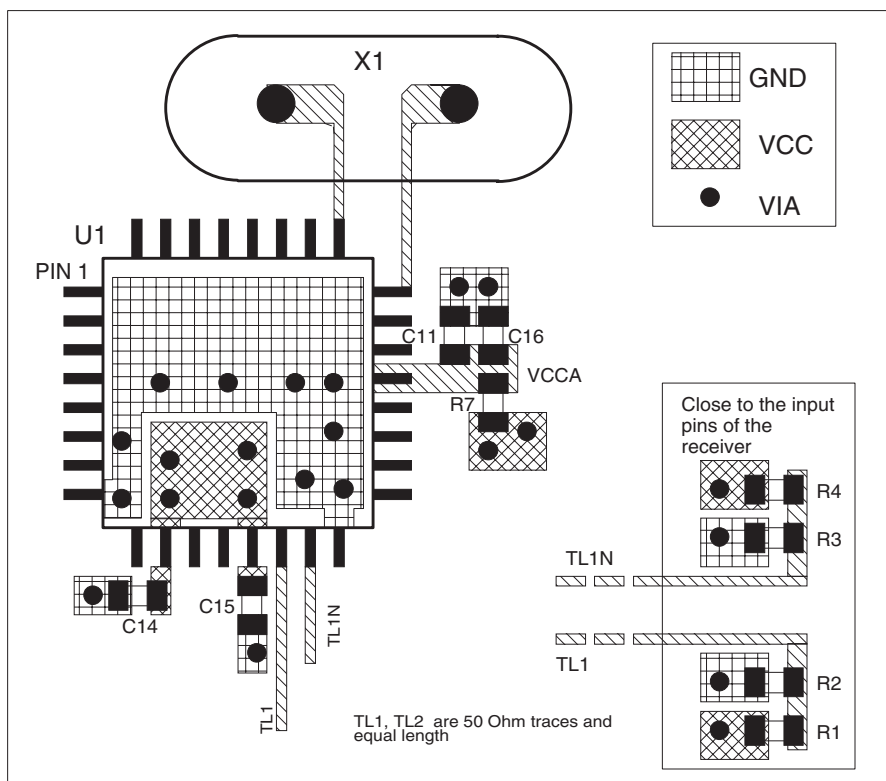 X1
GND
VCC
VIA
U1
PIN 1
C11
C16
VCCA
R7
Close to the input
pins of the
receiver
R4
R3
TL1N
C15
C14
TL1N
TL1
TL1
R2
R1
TL1, TL2 are 50 Ohm traces and
equal length